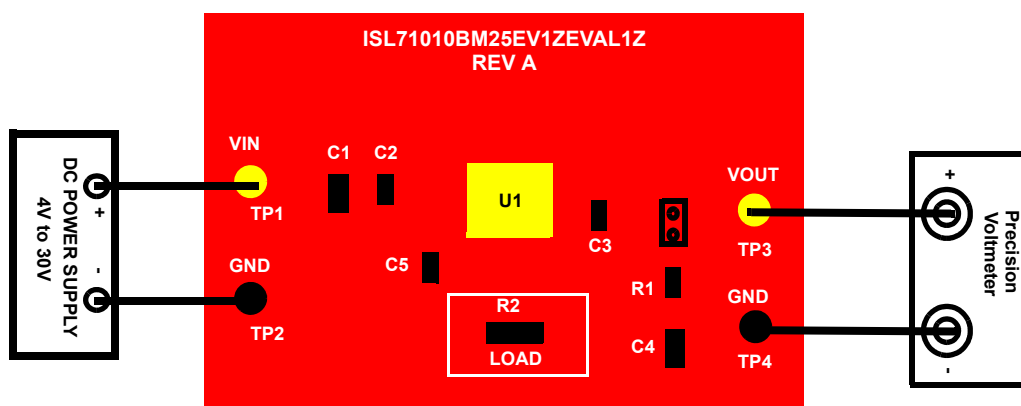 ISL71010BM25EV1ZEVAL1Z
REV A
DC POWER SUPPLY
4V to 30V
+
-
VIN
TP1
GND
TP2
C1
C2
C5
U1
C3
R2
LOAD
R1
C4
VOUT
TP3
GND
TP4
+
-
Precision
Voltmeter